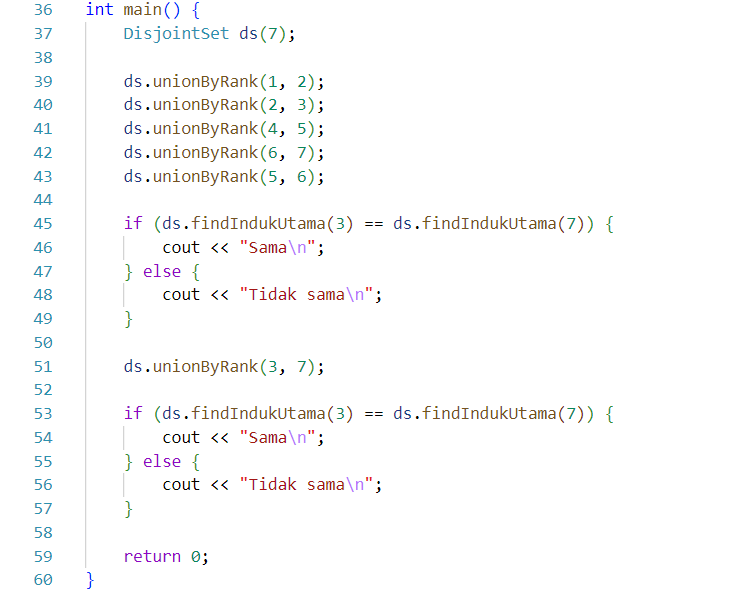 36 int main() {
37     DisjointSet ds(7);
38
39     ds.unionByRank(1, 2);
40     ds.unionByRank(2, 3);
41     ds.unionByRank(4, 5);
42     ds.unionByRank(6, 7);
43     ds.unionByRank(5, 6);
44
45     if (ds.findIndukUtama(3) == ds.findIndukUtama(7)) {
46         cout << "Sama\n";
47     } else {
48         cout << "Tidak sama\n";
49     }
50
51     ds.unionByRank(3, 7);
52
53     if (ds.findIndukUtama(3) == ds.findIndukUtama(7)) {
54         cout << "Sama\n";
55     } else {
56         cout << "Tidak sama\n";
57     }
58
59     return 0;
60 }